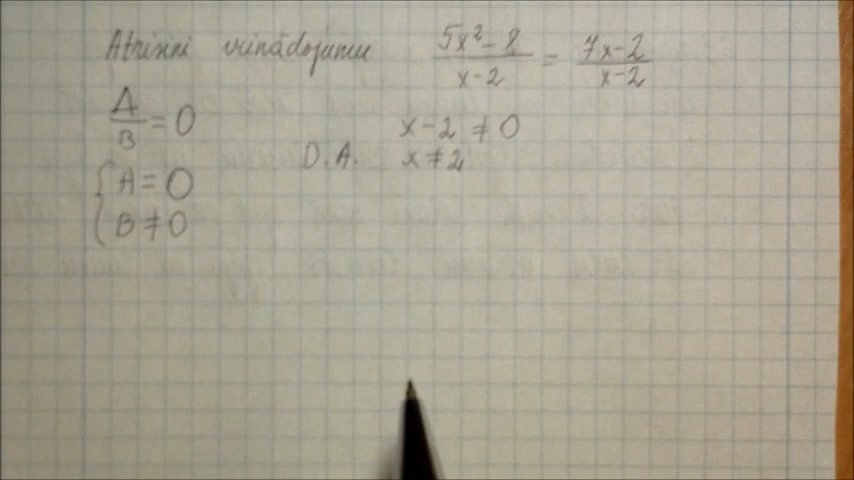 Atrisini vienādojumu (5x²-8)/(x-2) = (7x-2)/(x-2)
A/B = 0
x-2 ≠ 0
D.A. x ≠ 2
{ A = 0
B ≠ 0